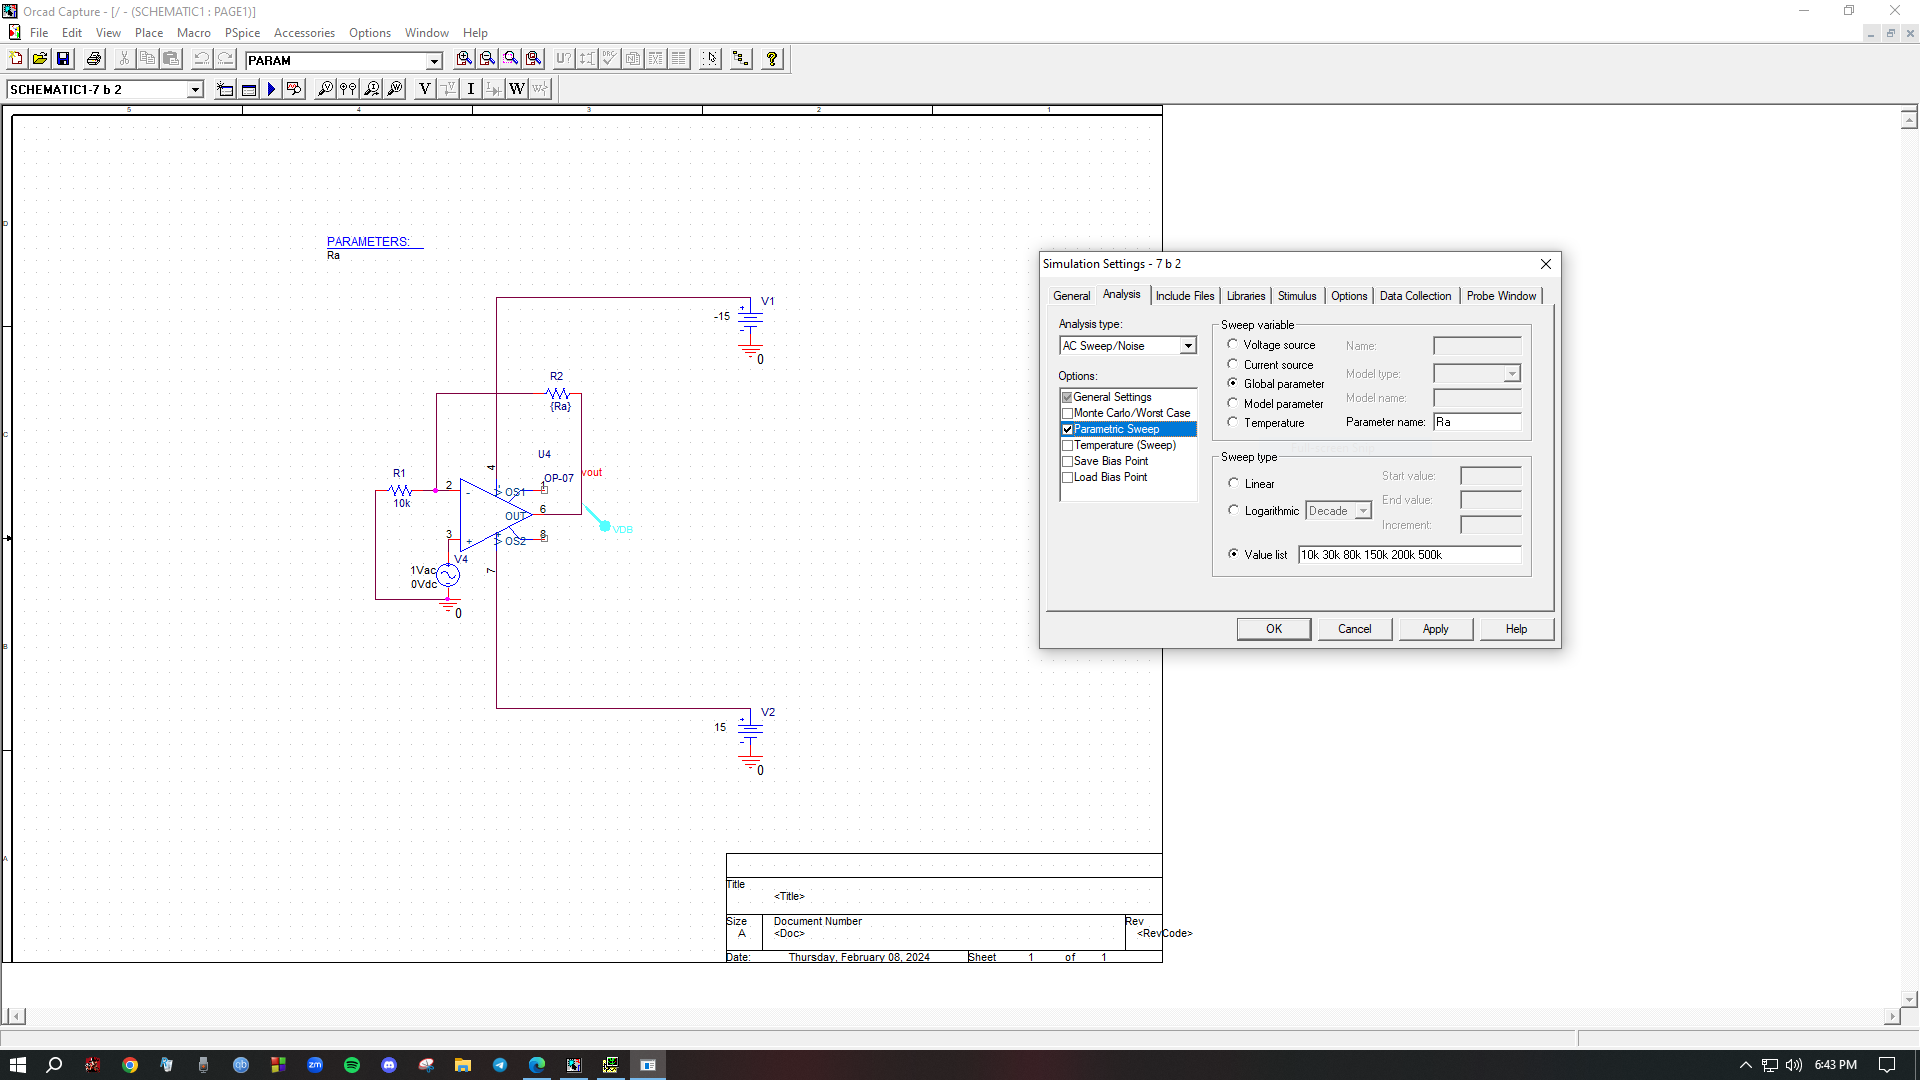 Orcad Capture - [/ - (SCHEMATIC1 : PAGE1)]
File Edit View Place Macro PSpice Accessories Options Window Help
PARAM
U?
SCHEMATIC1-7 b 2
V I W
5 4 3 2 1
D
C
B
A
PARAMETERS:
Ra
V1
-15
0
R2
{Ra}
U4
OP-07
vout
R1
10k
2
3
4
7
OS1
1
OUT
6
OS2
8
VDB
V4
1Vac
0Vdc
0
V2
15
0
Title
<Title>
Size
A
Document Number
<Doc>
Rev
<RevCode>
Date: Thursday, February 08, 2024 Sheet 1 of 1
Simulation Settings - 7 b 2
General Analysis Include Files Libraries Stimulus Options Data Collection Probe Window
Analysis type:
AC Sweep/Noise
Options:
General Settings
Monte Carlo/Worst Case
Parametric Sweep
Temperature (Sweep)
Save Bias Point
Load Bias Point
Sweep variable
Voltage source
Current source
Global parameter
Model parameter
Temperature
Name:
Model type:
Model name:
Parameter name: Ra
Sweep type
Linear
Logarithmic Decade
Start value:
End value:
Increment:
Value list 10k 30k 80k 150k 200k 500k
OK Cancel Apply Help
zm
6:43 PM